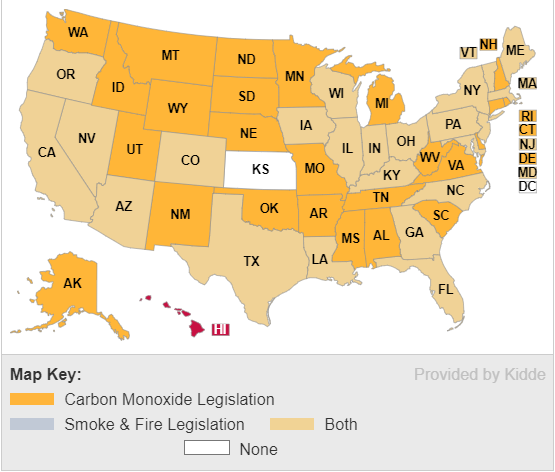 WA
MT
ND
MN
VT
NH
ME
OR
ID
SD
WI
MI
NY
MA
WY
NE
IA
PA
RI
CT
NJ
DE
MD
DC
NV
UT
CO
KS
MO
IL
IN
OH
WV
VA
KY
CA
AZ
NM
OK
AR
TN
NC
SC
TX
LA
MS
AL
GA
FL
AK
HI
Map Key:
Provided by Kidde
Carbon Monoxide Legislation
Smoke & Fire Legislation
Both
None